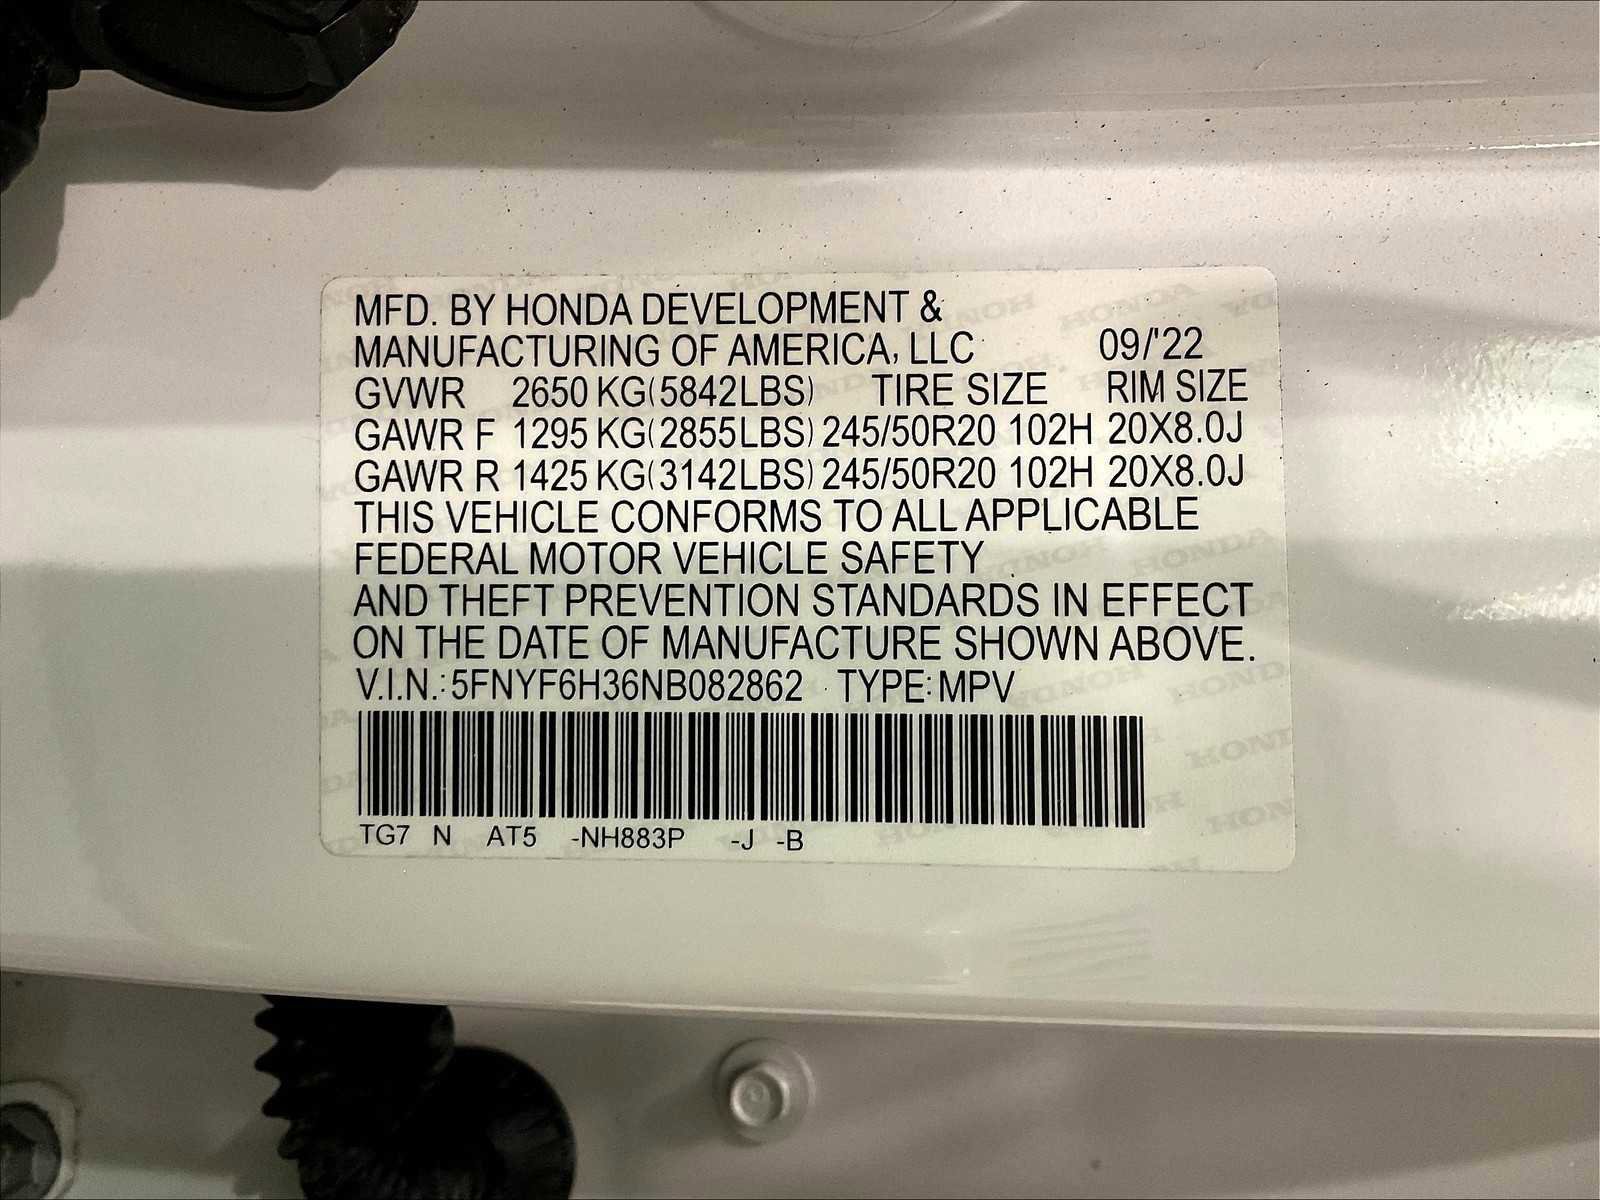 MFD. BY HONDA DEVELOPMENT &
MANUFACTURING OF AMERICA, LLC 09/'22
GVWR 2650 KG(5842LBS) TIRE SIZE RIM SIZE
GAWR F 1295 KG(2855LBS) 245/50R20 102H 20X8.0J
GAWR R 1425 KG(3142LBS) 245/50R20 102H 20X8.0J
THIS VEHICLE CONFORMS TO ALL APPLICABLE
FEDERAL MOTOR VEHICLE SAFETY
AND THEFT PREVENTION STANDARDS IN EFFECT
ON THE DATE OF MANUFACTURE SHOWN ABOVE.
V.I.N.:5FNYF6H36NB082862 TYPE:MPV
TG7 N AT5 -NH883P -J -B